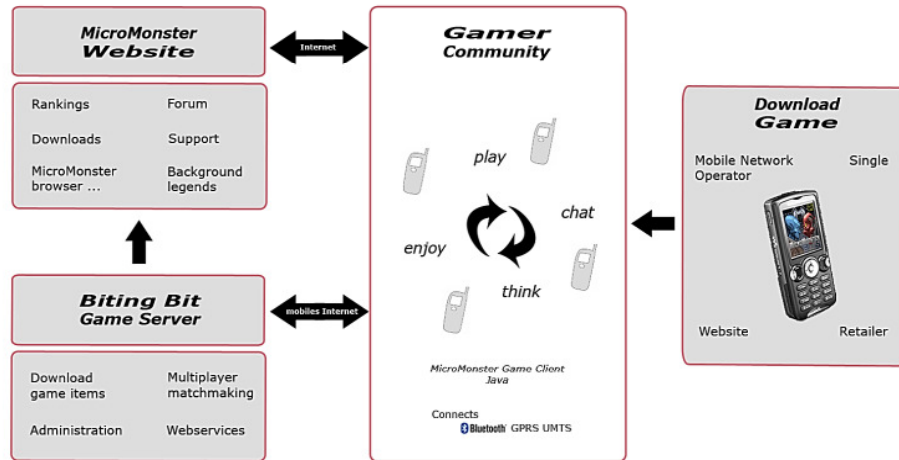 MicroMonster
Website
Internet
Rankings
Forum
Downloads
Support
MicroMonster
browser ...
Background
legends
Biting Bit
Game Server
mobiles Internet
Download
game items
Multiplayer
matchmaking
Administration
Webservices
Gamer
Community
play
chat
enjoy
think
MicroMonster Game Client
Java
Connects
Bluetooth GPRS UMTS
Download
Game
Mobile Network
Operator
Single
Website
Retailer